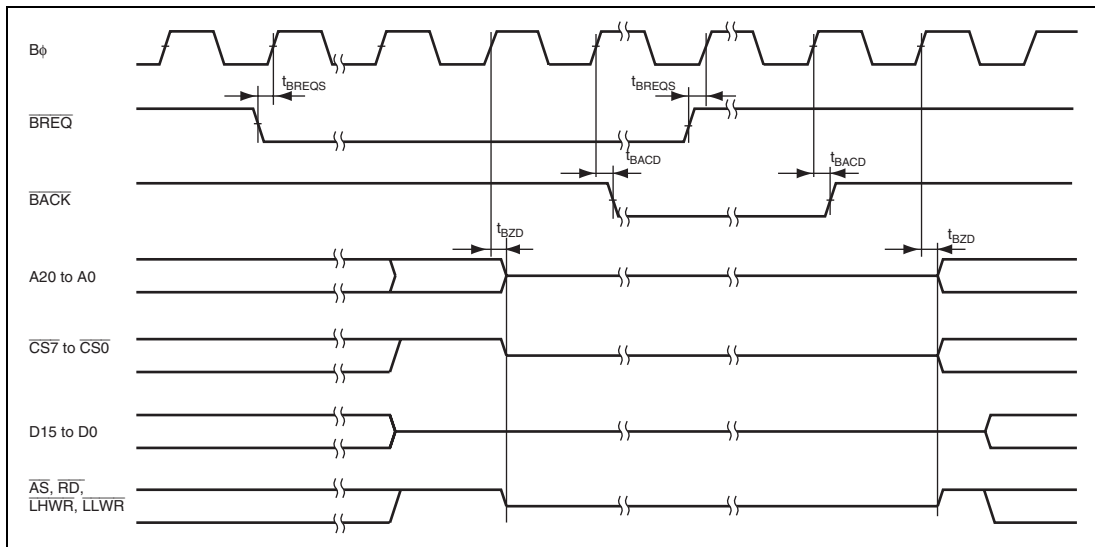 Bφ
tBREQS
tBREQS
BREQ
tBACD
tBACD
BACK
tBZD
tBZD
A20 to A0
CS7 to CS0
D15 to D0
AS, RD,
LHWR, LLWR